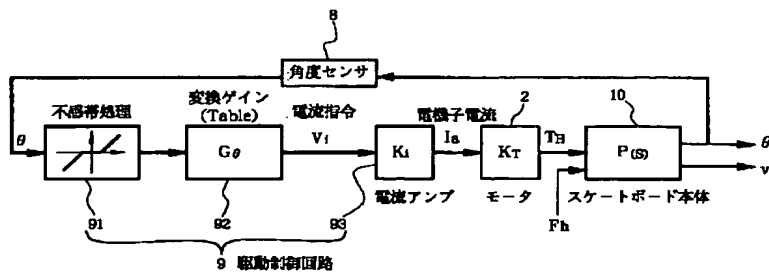 8
角度センサ
不感帯処理
変換ゲイン
(Table)
電流指令
電機子電流
2
10
θ
Gθ
Vi
Ki
Ia
KT
TH
P(S)
θ
v
91
92
93
電流アンプ
モータ
スケートボード本体
Fh
9 駆動制御回路